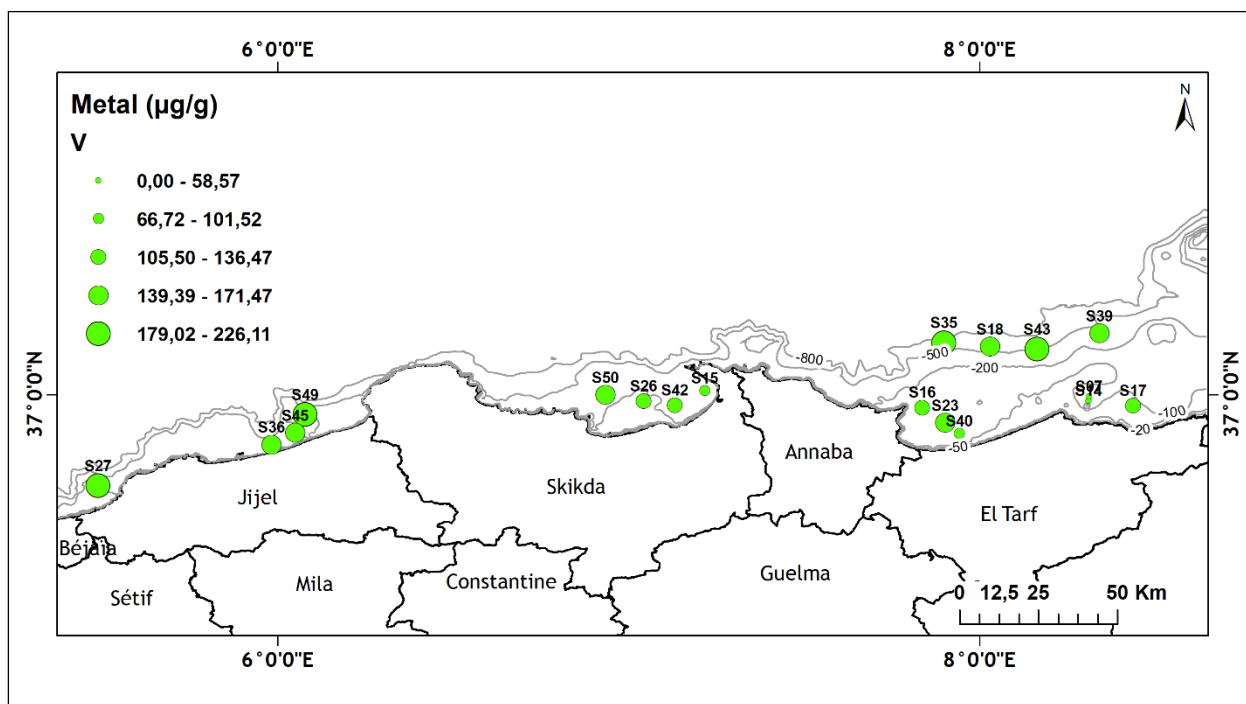 6°0'0"E 8°0'0"E
Metal (µg/g)
V
0,00 - 58,57
66,72 - 101,52
105,50 - 136,47
139,39 - 171,47
179,02 - 226,11
N
37°0'0"N
37°0'0"N
S35 S18 S43 S39
-500
-800
-200
S50 S26 S42 S15
S16
S23
S40
S07
S14
S17
-100
-20
-50
S49
S45
S36
S27
Annaba
Skikda
Jijel
El Tarf
Béjaïa
Guelma
Mila
Constantine
Sétif
0 12,5 25 50 Km
6°0'0"E 8°0'0"E